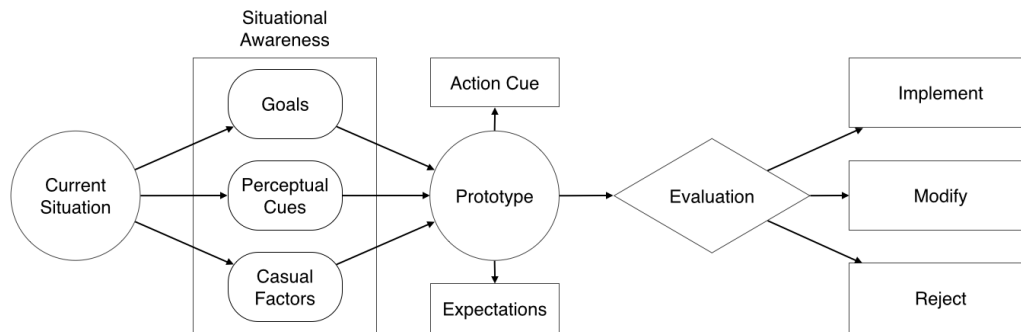 Situational
Awareness
Current
Situation
Goals
Perceptual
Cues
Casual
Factors
Action Cue
Prototype
Expectations
Evaluation
Implement
Modify
Reject